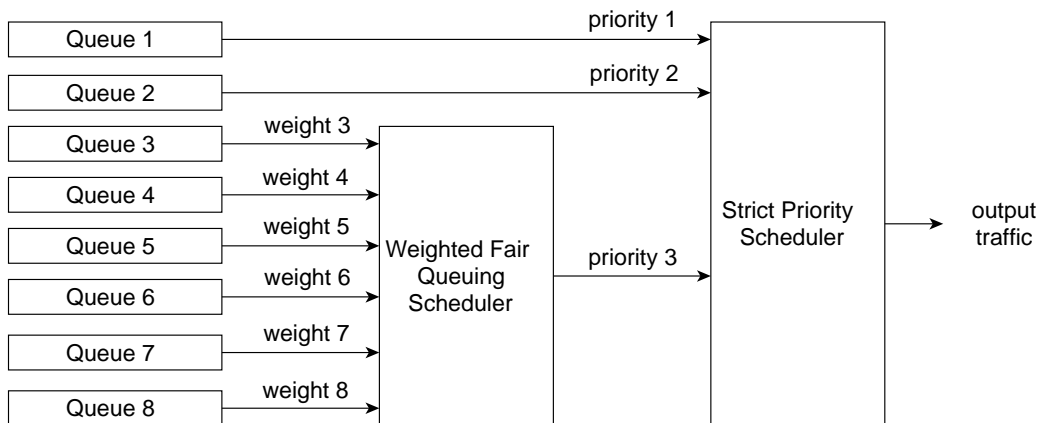 Queue 1
priority 1
Queue 2
priority 2
Queue 3
weight 3
Queue 4
weight 4
Queue 5
weight 5
Queue 6
weight 6
Queue 7
weight 7
Queue 8
weight 8
Weighted Fair
Queuing
Scheduler
priority 3
Strict Priority
Scheduler
output
traffic